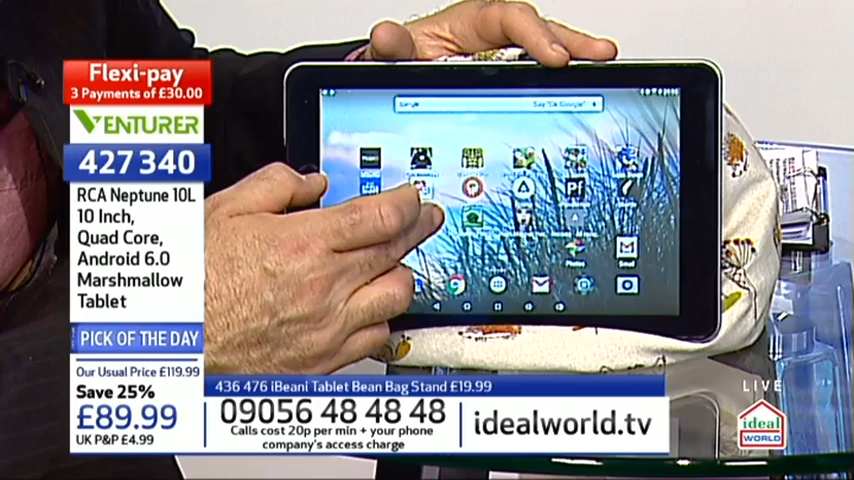 Flexi-pay
3 Payments of £30.00
VENTURER
427 340
RCA Neptune 10L
10 Inch,
Quad Core,
Android 6.0
Marshmallow
Tablet
PICK OF THE DAY
Our Usual Price £119.99
Save 25%
£89.99
UK P&P £4.99
Google
Say "Ok Google"
Pf
Photos
Gmail
436 476 iBeani Tablet Bean Bag Stand £19.99
09056 48 48 48
Calls cost 20p per min + your phone
company's access charge
idealworld.tv
LIVE
ideal
WORLD